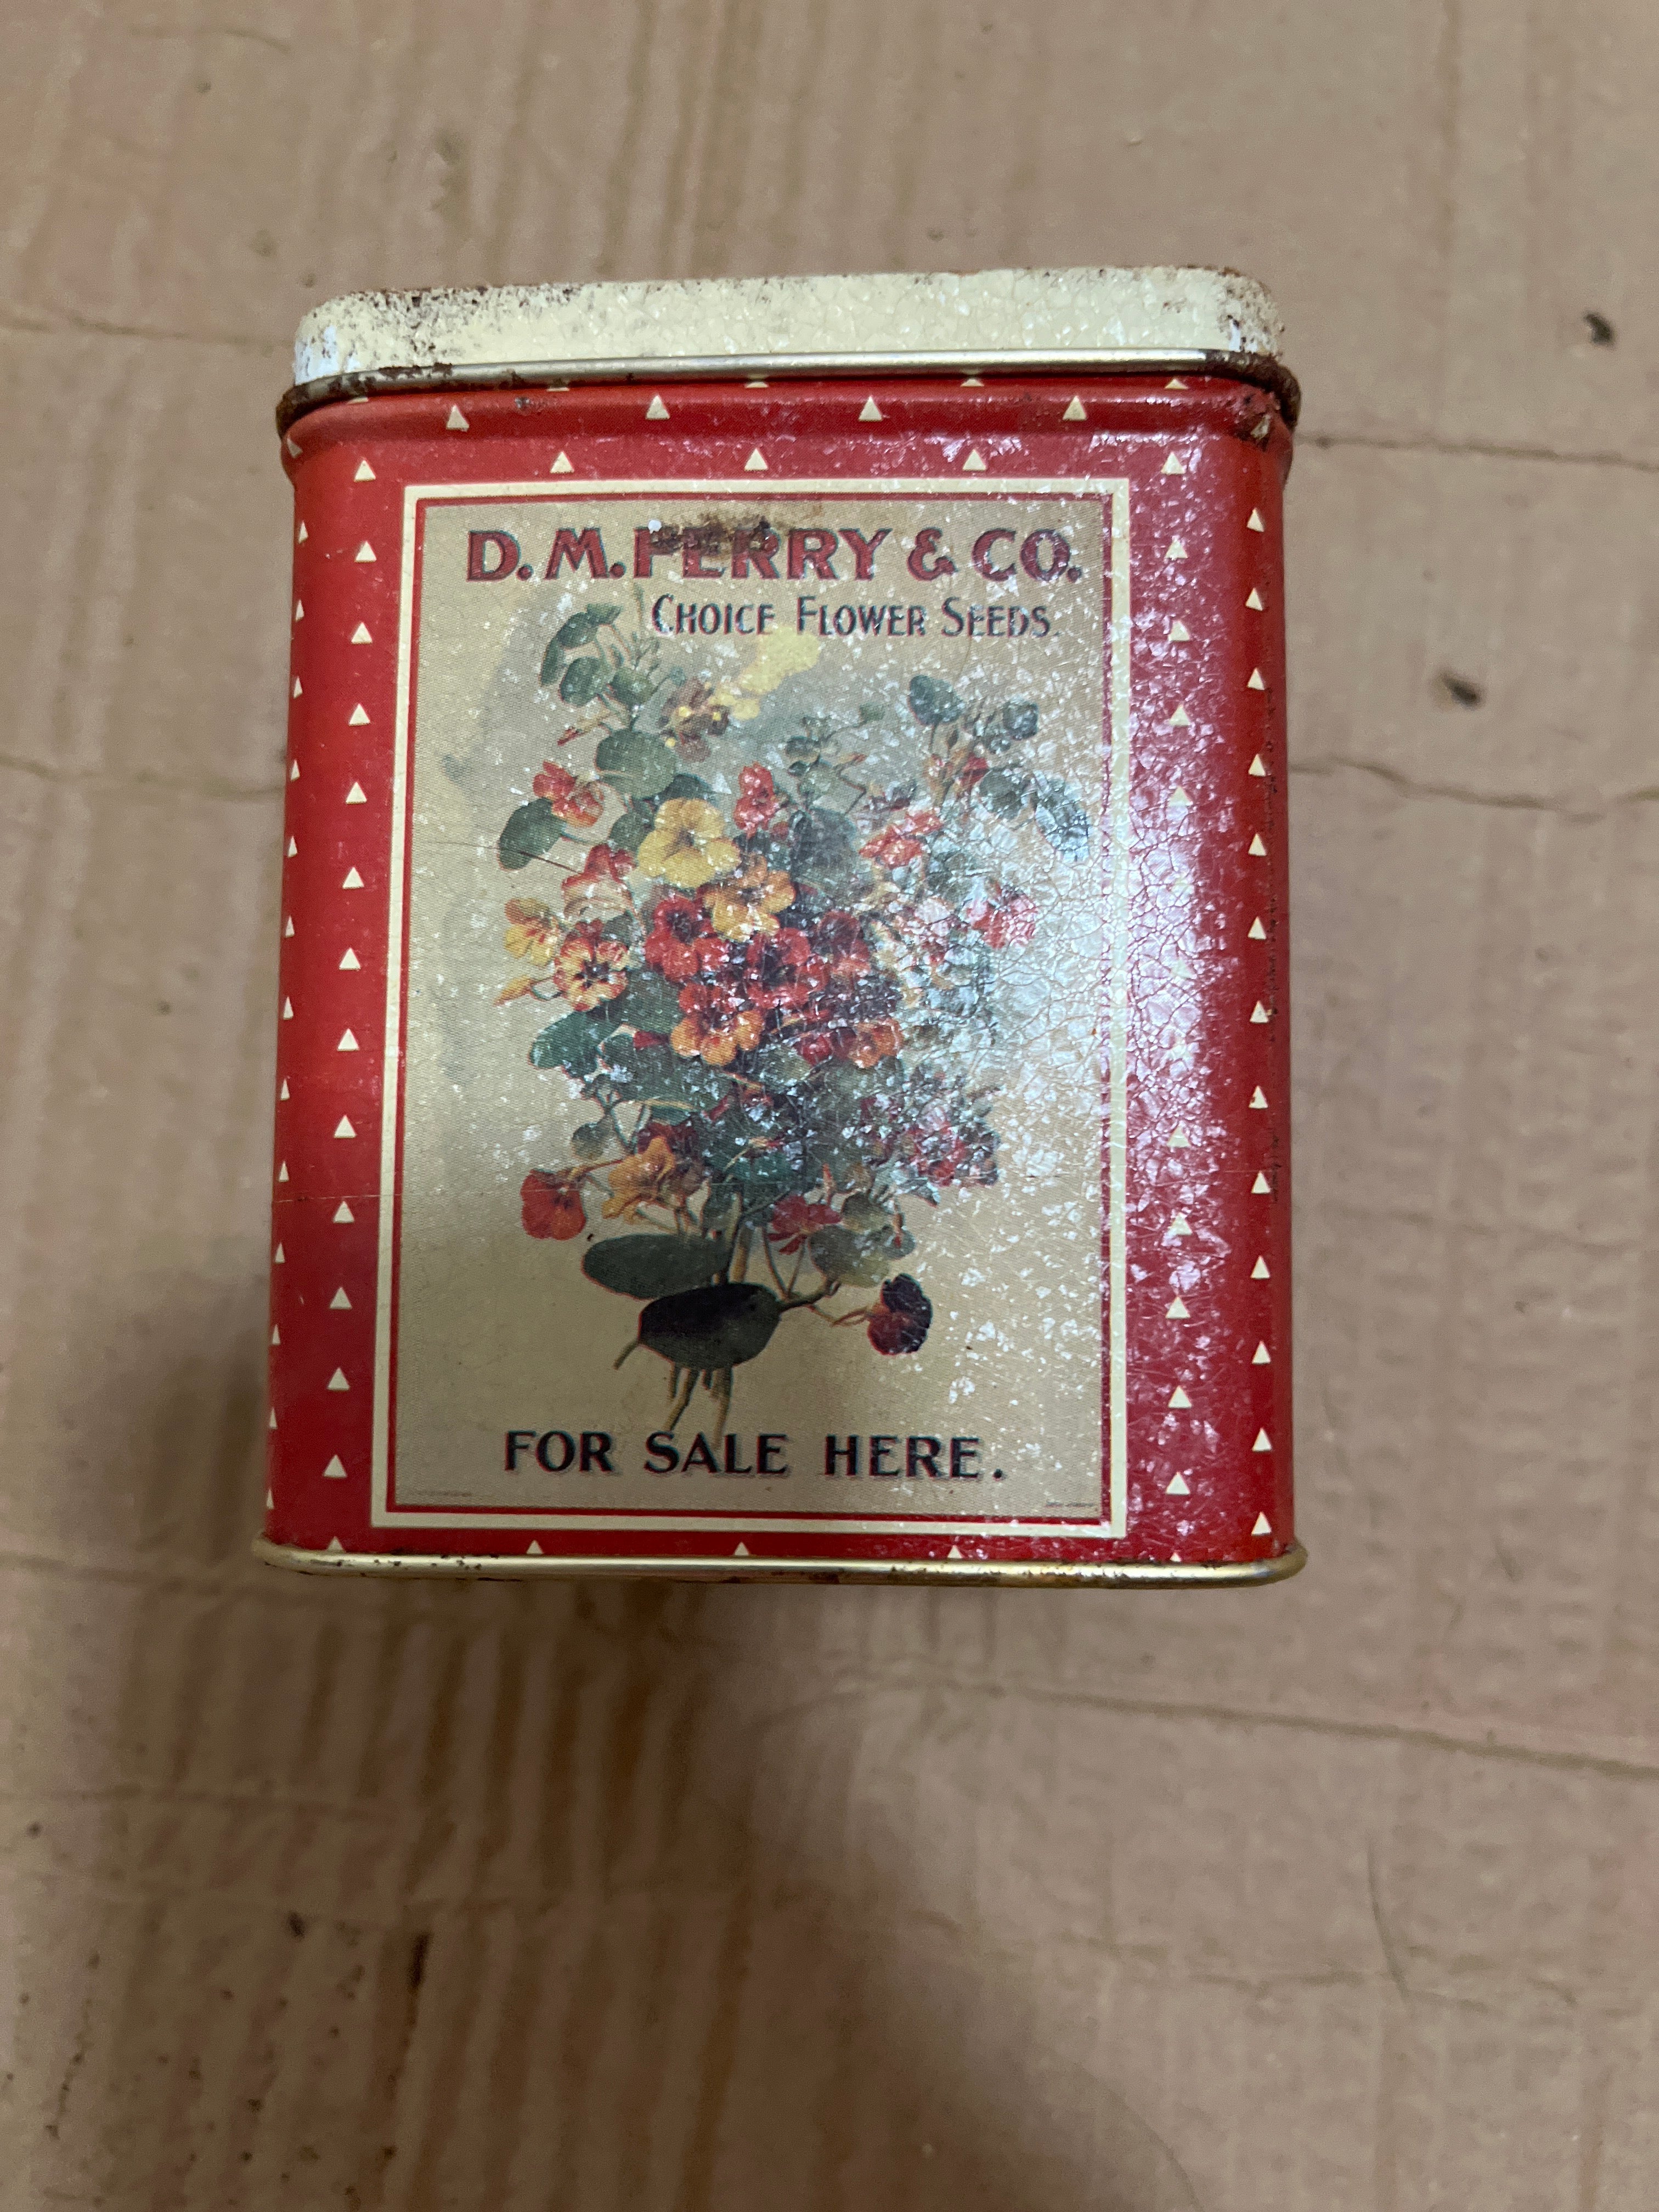 D.M.FERRY & CO.
CHOICE FLOWER SEEDS.
FOR SALE HERE.